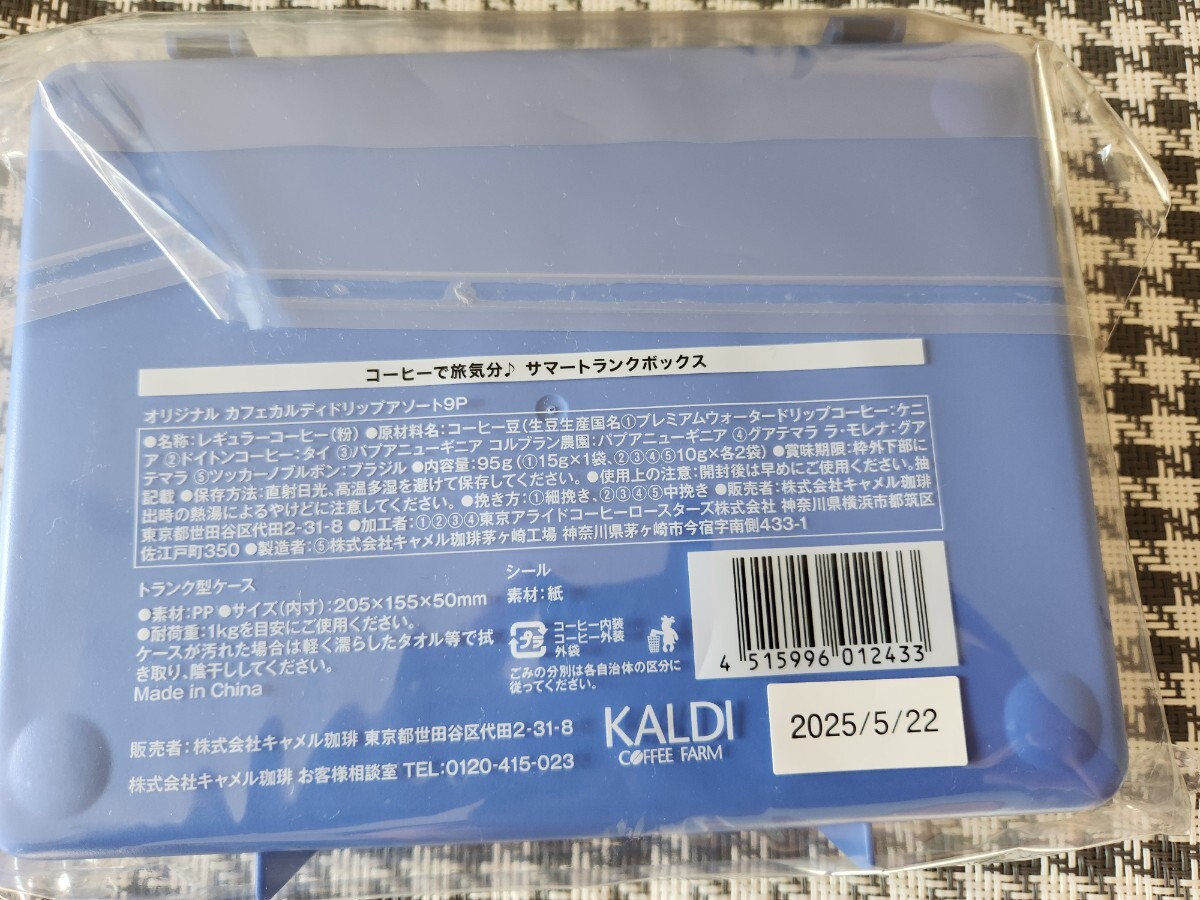 コーヒーで旅気分♪ サマートランクボックス
オリジナル カフェカルディドリップアソート9P
●名称:レギュラーコーヒー(粉) ●原材料名:コーヒー豆(生豆生産国名①プレミアムウォータードリップコーヒー:ケニ
ア ②ドイトンコーヒー:タイ ③パプアニューギニア コルブラン農園:パプアニューギニア ④グアテマラ ラ・モレナ:グア
テマラ ⑤ツッカーノブルボン:ブラジル ●内容量:95g(①15g×1袋、②③④⑤10g×各2袋) ●賞味期限:枠外下部に
記載 ●保存方法:直射日光、高温多湿を避けて保存してください。 ●使用上の注意:開封後は早めにご使用ください。抽
出時の熱湯によるやけどに注意してください。 ●挽き方:①細挽き、②③④⑤中挽き ●販売者:株式会社キャメル珈琲
東京都世田谷区代田2-31-8 ●加工者:①②③④東京アライドコーヒーロースターズ株式会社 神奈川県横浜市都筑区
佐江戸町350 ●製造者:⑤株式会社キャメル珈琲茅ヶ崎工場 神奈川県茅ヶ崎市今宿字南側433-1
トランク型ケース
●素材:PP ●サイズ(内寸):205×155×50mm
●耐荷重:1kgを目安にご使用ください。
ケースが汚れた場合は軽く濡らしたタオル等で拭
き取り、陰干ししてください。
Made in China
シール
素材:紙
プラ
コーヒー内装
コーヒー外装
外袋
ごみの分別は各自治体の区分に
従ってください。
4 515996 012433
販売者:株式会社キャメル珈琲 東京都世田谷区代田2-31-8
株式会社キャメル珈琲 お客様相談室 TEL:0120-415-023
KALDI
COFFEE FARM
2025/5/22